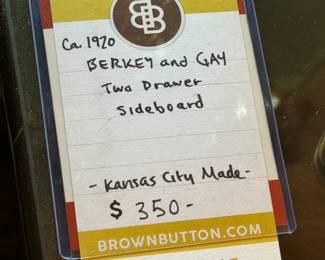 Ca. 1920
BERKEY and GAY
Two Drawer
Sideboard
- Kansas City Made -
$ 350-
BROWNBUTTON.COM